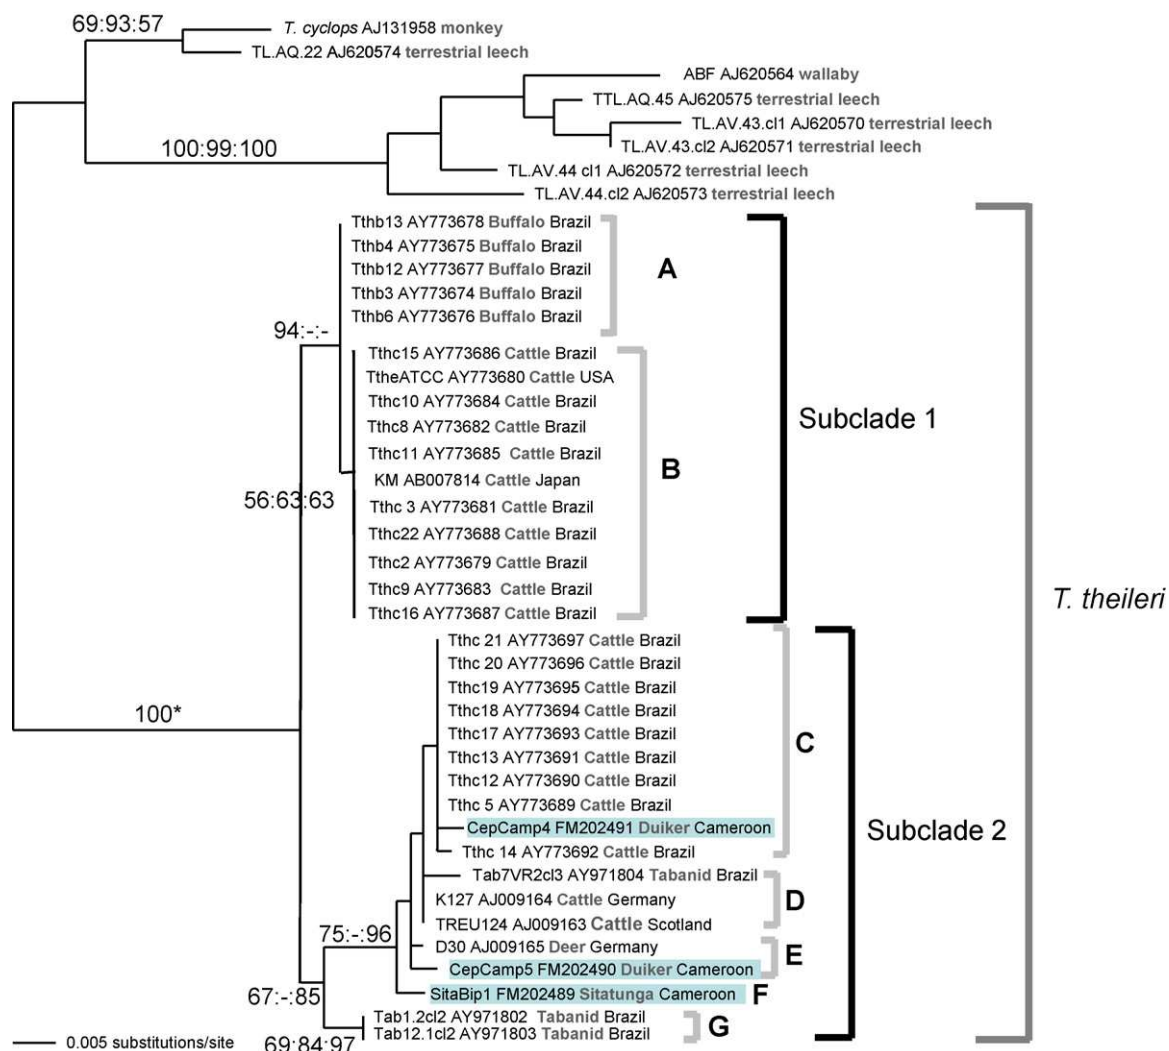 69:93:57
T. cyclops AJ131958 monkey
TL.AQ.22 AJ620574 terrestrial leech
ABF AJ620564 wallaby
TTL.AQ.45 AJ620575 terrestrial leech
TL.AV.43.cl1 AJ620570 terrestrial leech
100:99:100
TL.AV.43.cl2 AJ620571 terrestrial leech
TL.AV.44 cl1 AJ620572 terrestrial leech
TL.AV.44.cl2 AJ620573 terrestrial leech
Tthb13 AY773678 Buffalo Brazil
Tthb4 AY773675 Buffalo Brazil
Tthb12 AY773677 Buffalo Brazil
A
Tthb3 AY773674 Buffalo Brazil
Tthb6 AY773676 Buffalo Brazil
94:-:-
Tthc15 AY773686 Cattle Brazil
TtheATCC AY773680 Cattle USA
Tthc10 AY773684 Cattle Brazil
Tthc8 AY773682 Cattle Brazil
Subclade 1
Tthc11 AY773685 Cattle Brazil
B
KM AB007814 Cattle Japan
56:63:63
Tthc 3 AY773681 Cattle Brazil
Tthc22 AY773688 Cattle Brazil
Tthc2 AY773679 Cattle Brazil
Tthc9 AY773683 Cattle Brazil
T. theileri
Tthc16 AY773687 Cattle Brazil
Tthc 21 AY773697 Cattle Brazil
Tthc 20 AY773696 Cattle Brazil
Tthc19 AY773695 Cattle Brazil
Tthc18 AY773694 Cattle Brazil
100*
Tthc17 AY773693 Cattle Brazil
C
Tthc13 AY773691 Cattle Brazil
Tthc12 AY773690 Cattle Brazil
Tthc 5 AY773689 Cattle Brazil
CepCamp4 FM202491 Duiker Cameroon
Subclade 2
Tthc 14 AY773692 Cattle Brazil
Tab7VR2cl3 AY971804 Tabanid Brazil
K127 AJ009164 Cattle Germany
D
TREU124 AJ009163 Cattle Scotland
75:-:96
D30 AJ009165 Deer Germany
E
CepCamp5 FM202490 Duiker Cameroon
67:-:85
SitaBip1 FM202489 Sitatunga Cameroon F
Tab1.2cl2 AY971802 Tabanid Brazil
G
Tab12.1cl2 AY971803 Tabanid Brazil
0.005 substitutions/site
69:84:97